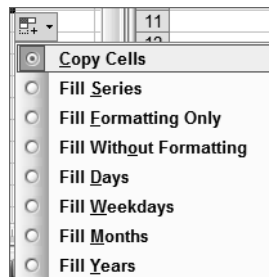 11
12
Copy Cells
Fill Series
Fill Formatting Only
Fill Without Formatting
Fill Days
Fill Weekdays
Fill Months
Fill Years